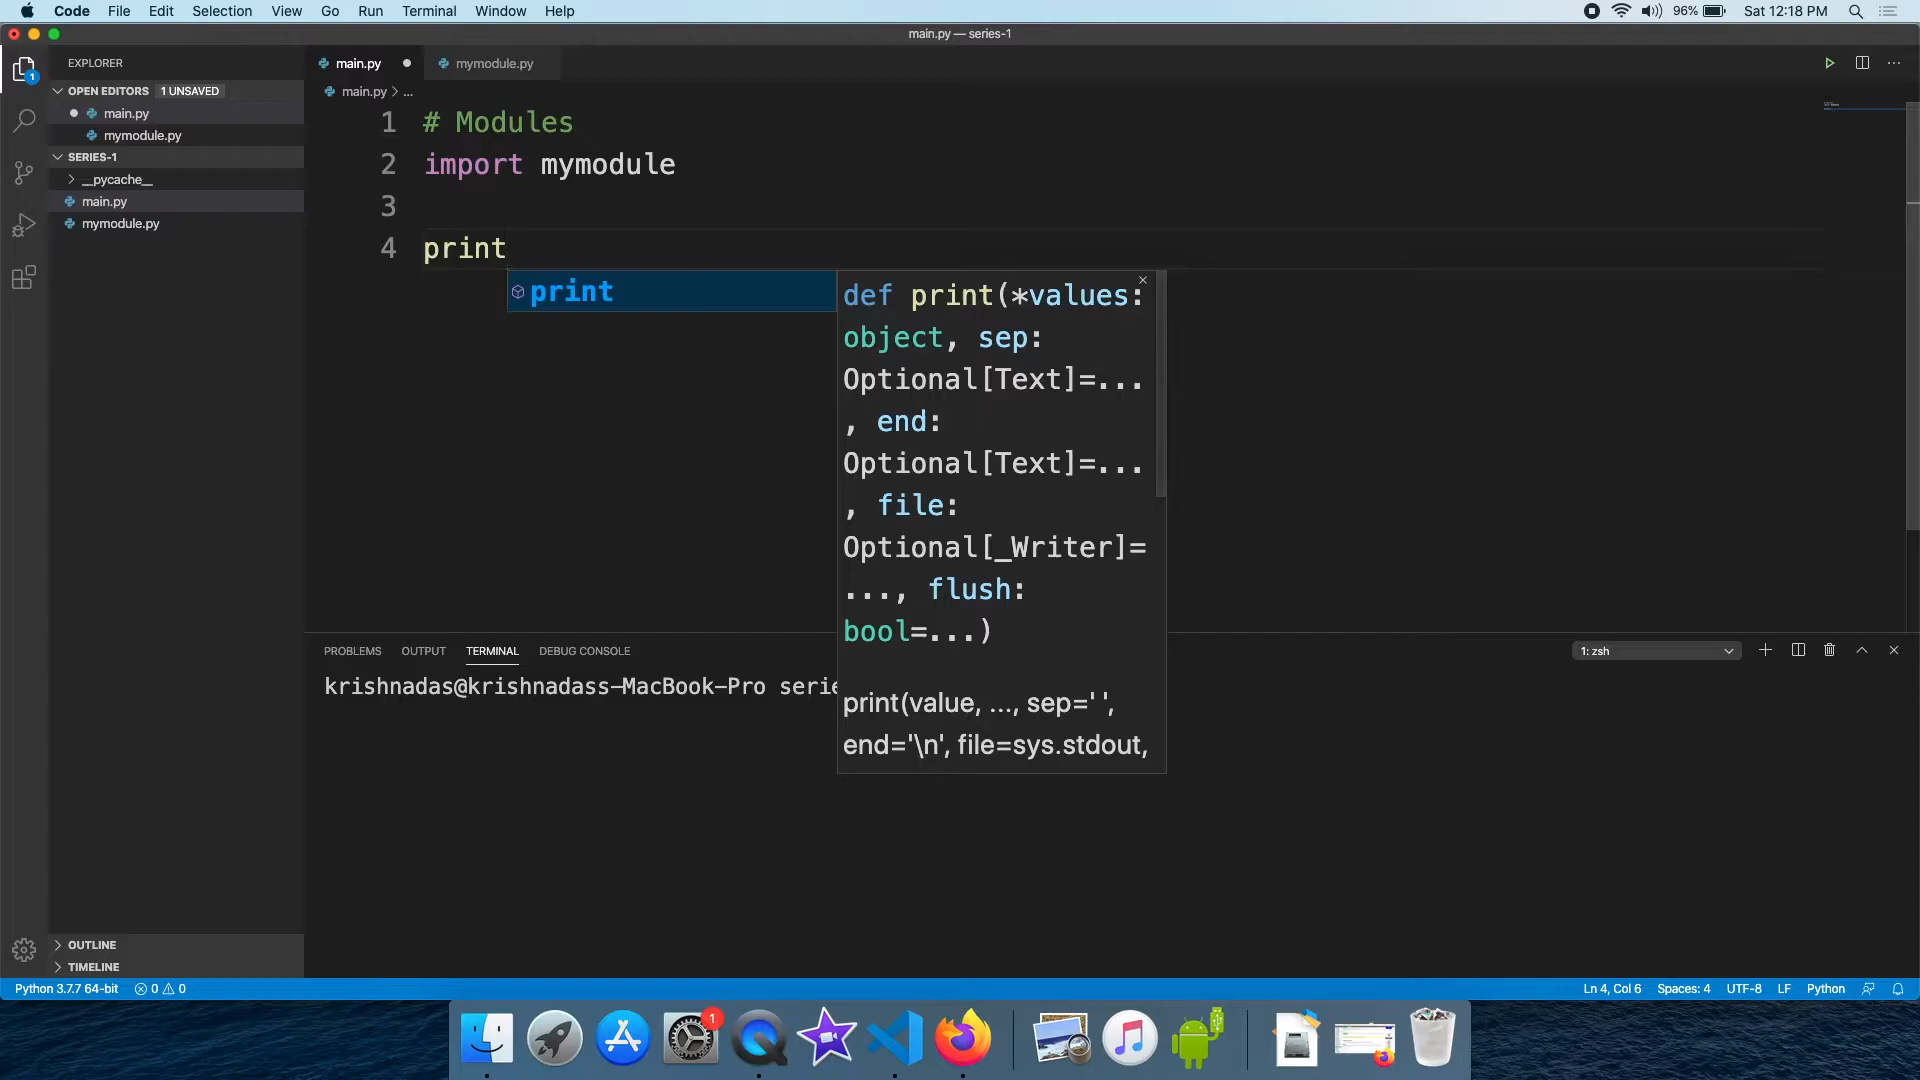 Code File Edit Selection View Go Run Terminal Window Help 96% Sat 12:18 PM
main.py — series-1
EXPLORER
OPEN EDITORS 1 UNSAVED
main.py
mymodule.py
SERIES-1
__pycache__
main.py
mymodule.py
OUTLINE
TIMELINE
main.py mymodule.py
main.py > ...
1 # Modules
2 import mymodule
3
4 print
print
def print(*values:
object, sep:
Optional[Text]=...
, end:
Optional[Text]=...
, file:
Optional[_Writer]=
..., flush:
bool=...)
print(value, ..., sep=' ',
end='\n', file=sys.stdout,
PROBLEMS OUTPUT TERMINAL DEBUG CONSOLE 1: zsh
krishnadas@krishnadass-MacBook-Pro serie
Python 3.7.7 64-bit 0 0 Ln 4, Col 6 Spaces: 4 UTF-8 LF Python
1
1